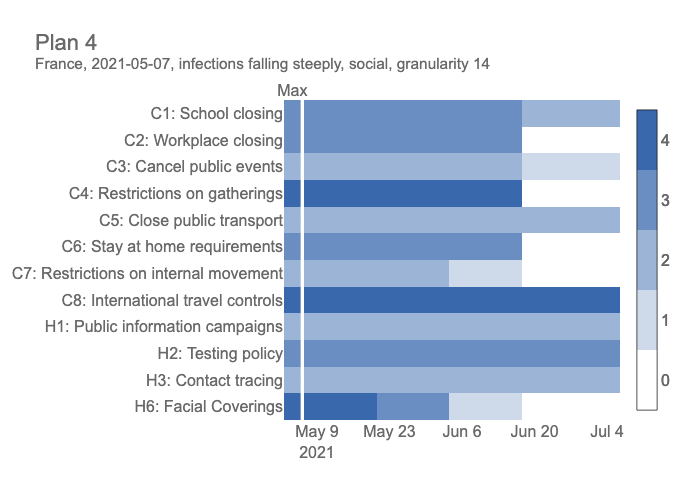 Plan 4
France, 2021-05-07, infections falling steeply, social, granularity 14
Max
C1: School closing
C2: Workplace closing
C3: Cancel public events
C4: Restrictions on gatherings
C5: Close public transport
C6: Stay at home requirements
C7: Restrictions on internal movement
C8: International travel controls
H1: Public information campaigns
H2: Testing policy
H3: Contact tracing
H6: Facial Coverings
May 9 May 23 Jun 6 Jun 20 Jul 4
2021
4
3
2
1
0